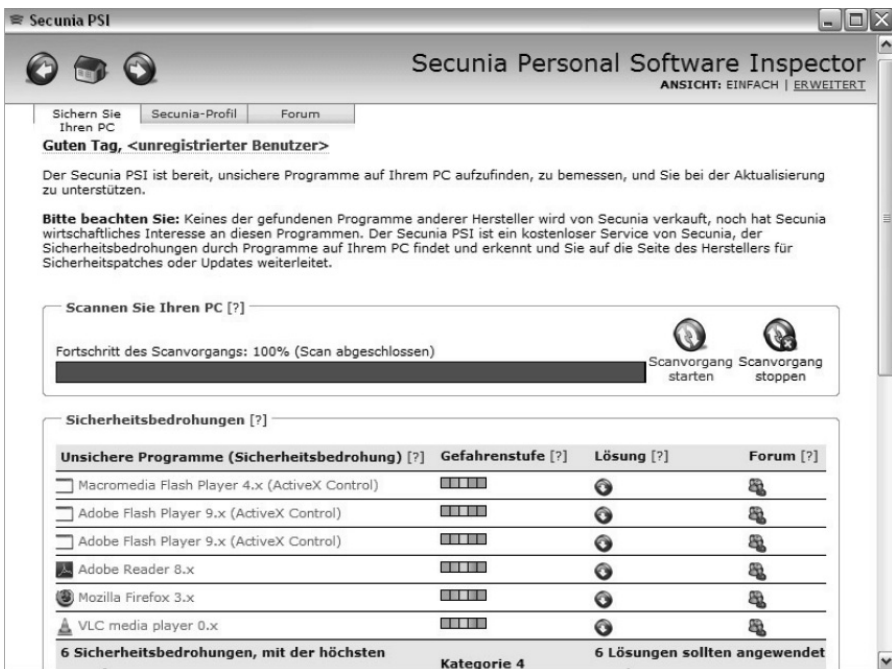 Secunia PSI
Secunia Personal Software Inspector
ANSICHT: EINFACH | ERWEITERT
Sichern Sie Ihren PC
Secunia-Profil
Forum
Guten Tag, <unregistrierter Benutzer>
Der Secunia PSI ist bereit, unsichere Programme auf Ihrem PC aufzufinden, zu bemessen, und Sie bei der Aktualisierung
zu unterstützen.
Bitte beachten Sie: Keines der gefundenen Programme anderer Hersteller wird von Secunia verkauft, noch hat Secunia
wirtschaftliches Interesse an diesen Programmen. Der Secunia PSI ist ein kostenloser Service von Secunia, der
Sicherheitsbedrohungen durch Programme auf Ihrem PC findet und erkennt und Sie auf die Seite des Herstellers für
Sicherheitspatches oder Updates weiterleitet.
Scannen Sie Ihren PC [?]
Fortschritt des Scanvorgangs: 100% (Scan abgeschlossen)
Scanvorgang starten
Scanvorgang stoppen
Sicherheitsbedrohungen [?]
Unsichere Programme (Sicherheitsbedrohung) [?] Gefahrenstufe [?] Lösung [?] Forum [?]
Macromedia Flash Player 4.x (ActiveX Control)
Adobe Flash Player 9.x (ActiveX Control)
Adobe Flash Player 9.x (ActiveX Control)
Adobe Reader 8.x
Mozilla Firefox 3.x
VLC media player 0.x
6 Sicherheitsbedrohungen, mit der höchsten
Kategorie 4
6 Lösungen sollten angewendet